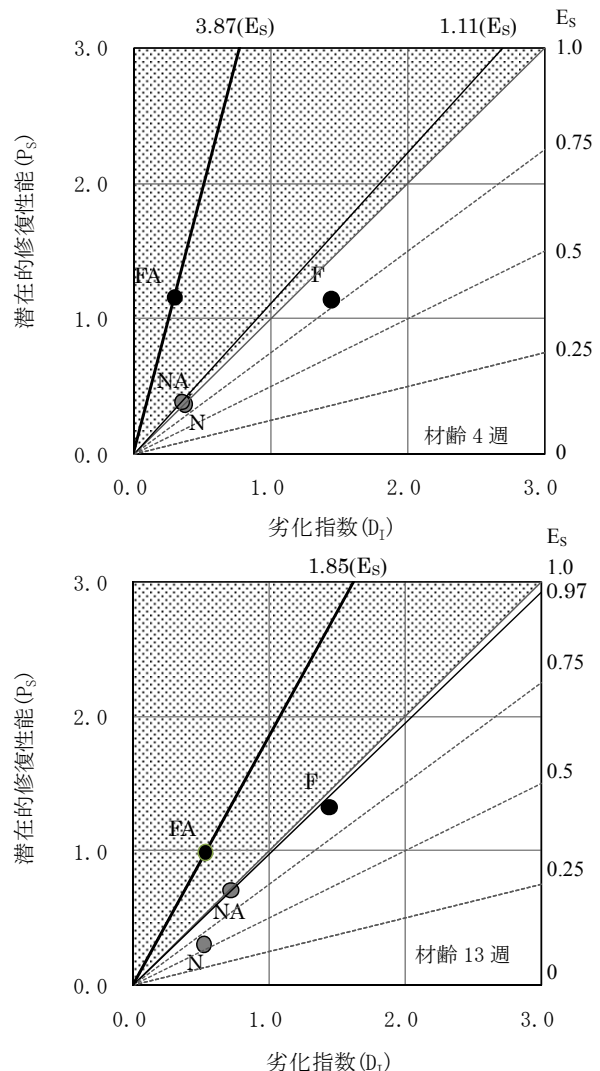 3.87(ES) 1.11(ES) ES
3.0 1.0
0.75
2.0
潜在的修復性能(PS)
FA F 0.5
1.0
0.25
NA
N
材齢 4 週
0.0 0
0.0 1.0 2.0 3.0
劣化指数(DI)
ES
1.85(ES) 1.0
3.0 0.97
0.75
2.0
潜在的修復性能(PS)
F 0.5
FA
1.0
0.25
NA
N
材齢 13 週
0.0 0
0.0 1.0 2.0 3.0
劣化指数(DI)